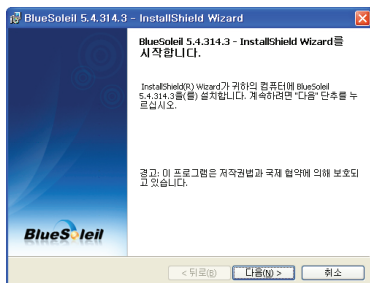 BlueSoleil 5.4.314.3 - InstallShield Wizard
BlueSoleil 5.4.314.3 - InstallShield Wizard를
시작합니다.
InstallShield(R) Wizard가 귀하의 컴퓨터에 BlueSoleil
5.4.314.3을(를) 설치합니다. 계속하려면 "다음" 단추를 누
르십시오.
경고: 이 프로그램은 저작권법과 국제 협약에 의해 보호되
고 있습니다.
BlueSoleil
< 뒤로(B)
다음(N) >
취소